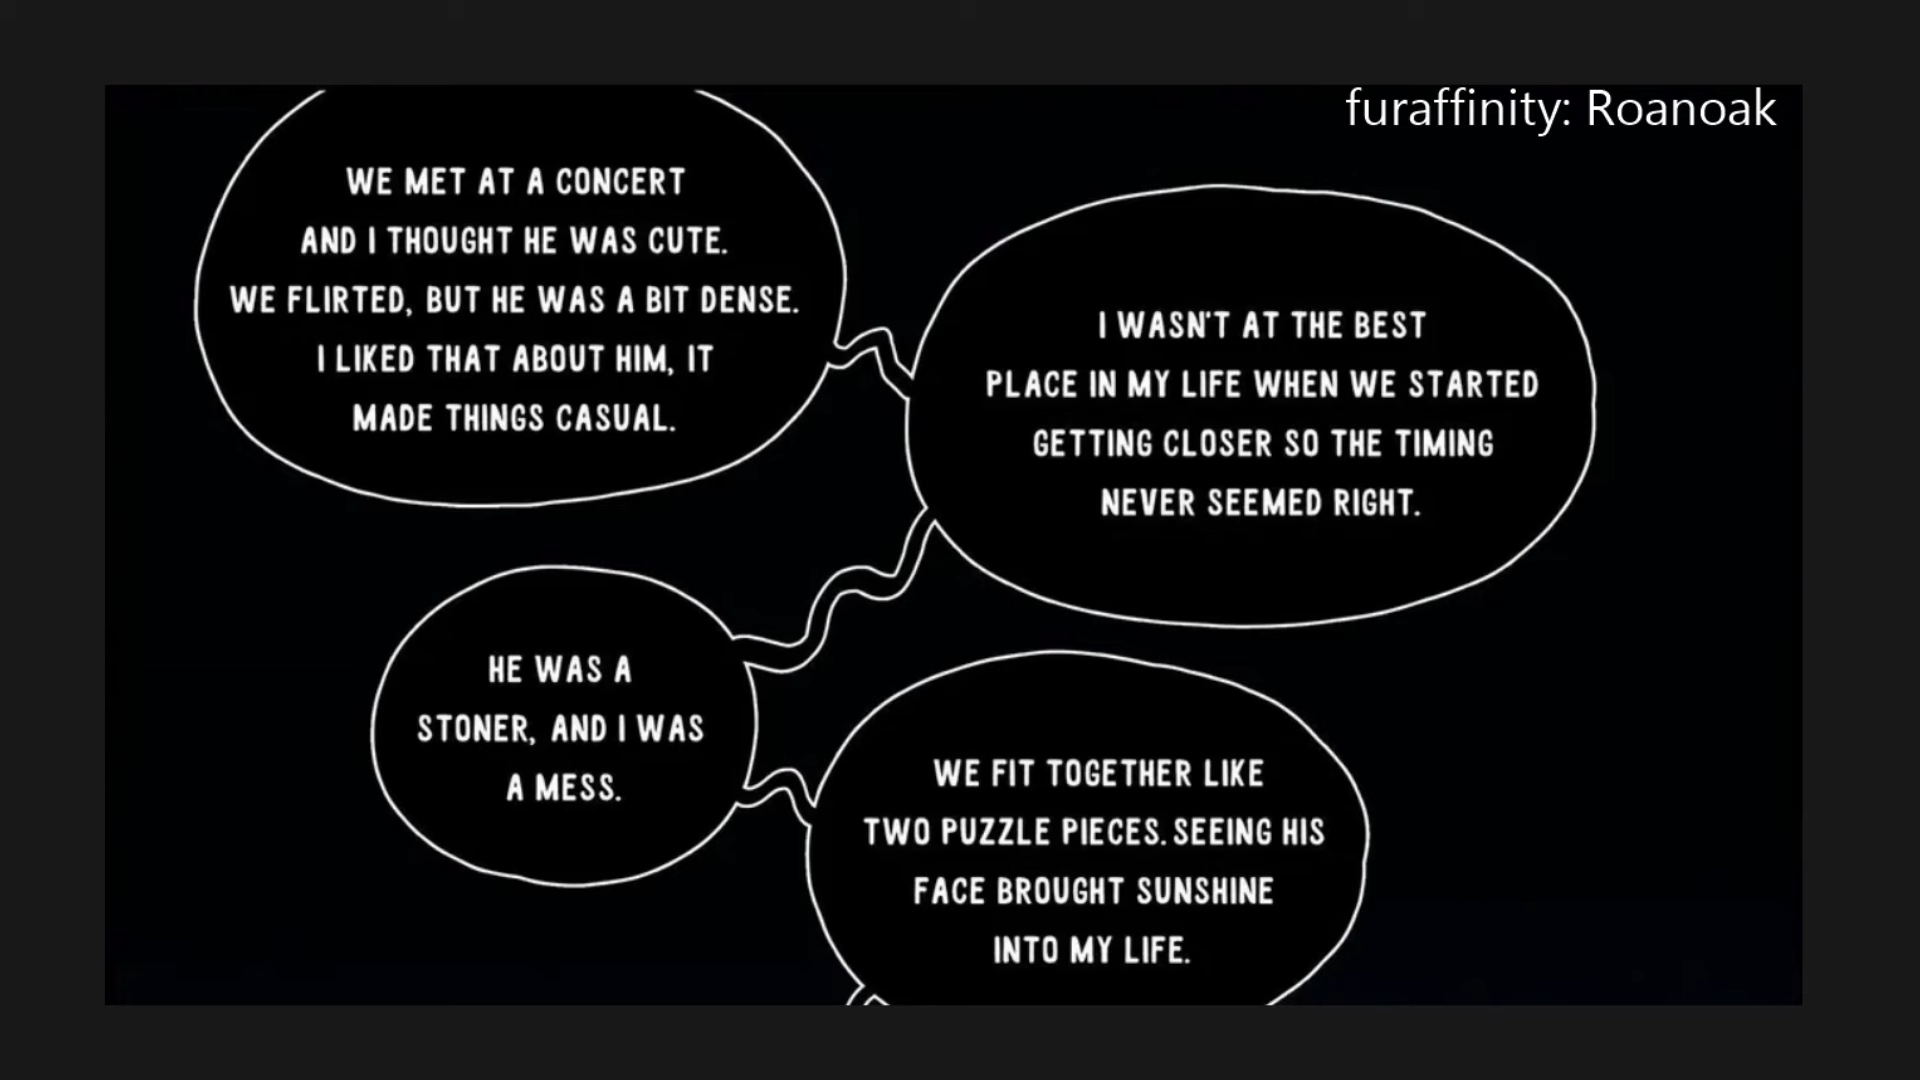 furaffinity: Roanoak
WE MET AT A CONCERT
AND I THOUGHT HE WAS CUTE.
WE FLIRTED, BUT HE WAS A BIT DENSE.
I LIKED THAT ABOUT HIM, IT
MADE THINGS CASUAL.
I WASN'T AT THE BEST
PLACE IN MY LIFE WHEN WE STARTED
GETTING CLOSER SO THE TIMING
NEVER SEEMED RIGHT.
HE WAS A
STONER, AND I WAS
A MESS.
WE FIT TOGETHER LIKE
TWO PUZZLE PIECES. SEEING HIS
FACE BROUGHT SUNSHINE
INTO MY LIFE.